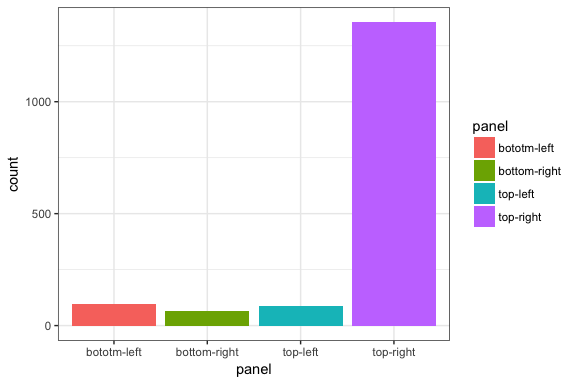 count
1000
500
0
bototm-left
bottom-right
top-left
top-right
panel
panel
bototm-left
bottom-right
top-left
top-right